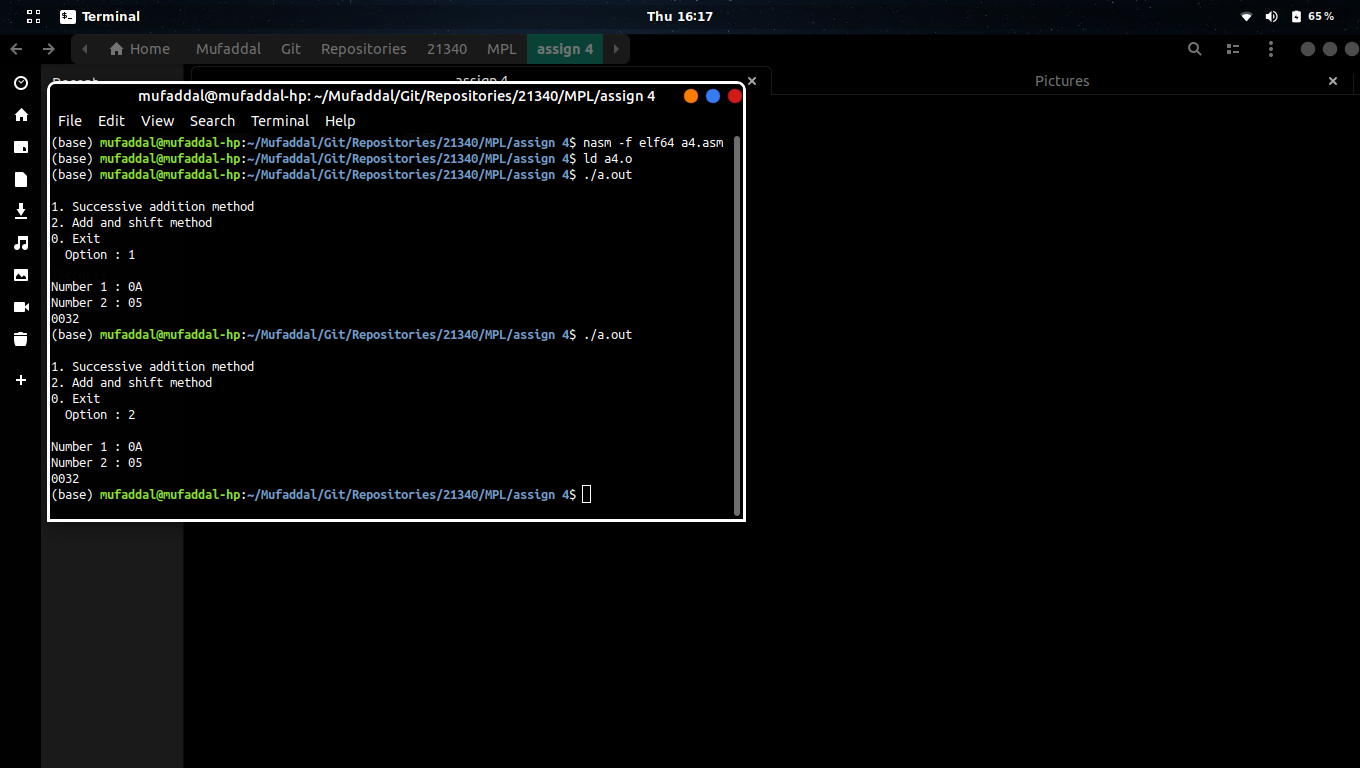 Terminal
Thu 16:17
65 %
Home Mufaddal Git Repositories 21340 MPL assign 4
Recent
assign 4
Pictures
mufaddal@mufaddal-hp: ~/Mufaddal/Git/Repositories/21340/MPL/assign 4
File Edit View Search Terminal Help
(base) mufaddal@mufaddal-hp:~/Mufaddal/Git/Repositories/21340/MPL/assign 4$ nasm -f elf64 a4.asm
(base) mufaddal@mufaddal-hp:~/Mufaddal/Git/Repositories/21340/MPL/assign 4$ ld a4.o
(base) mufaddal@mufaddal-hp:~/Mufaddal/Git/Repositories/21340/MPL/assign 4$ ./a.out
1. Successive addition method
2. Add and shift method
0. Exit
Option : 1
Number 1 : 0A
Number 2 : 05
0032
(base) mufaddal@mufaddal-hp:~/Mufaddal/Git/Repositories/21340/MPL/assign 4$ ./a.out
1. Successive addition method
2. Add and shift method
0. Exit
Option : 2
Number 1 : 0A
Number 2 : 05
0032
(base) mufaddal@mufaddal-hp:~/Mufaddal/Git/Repositories/21340/MPL/assign 4$